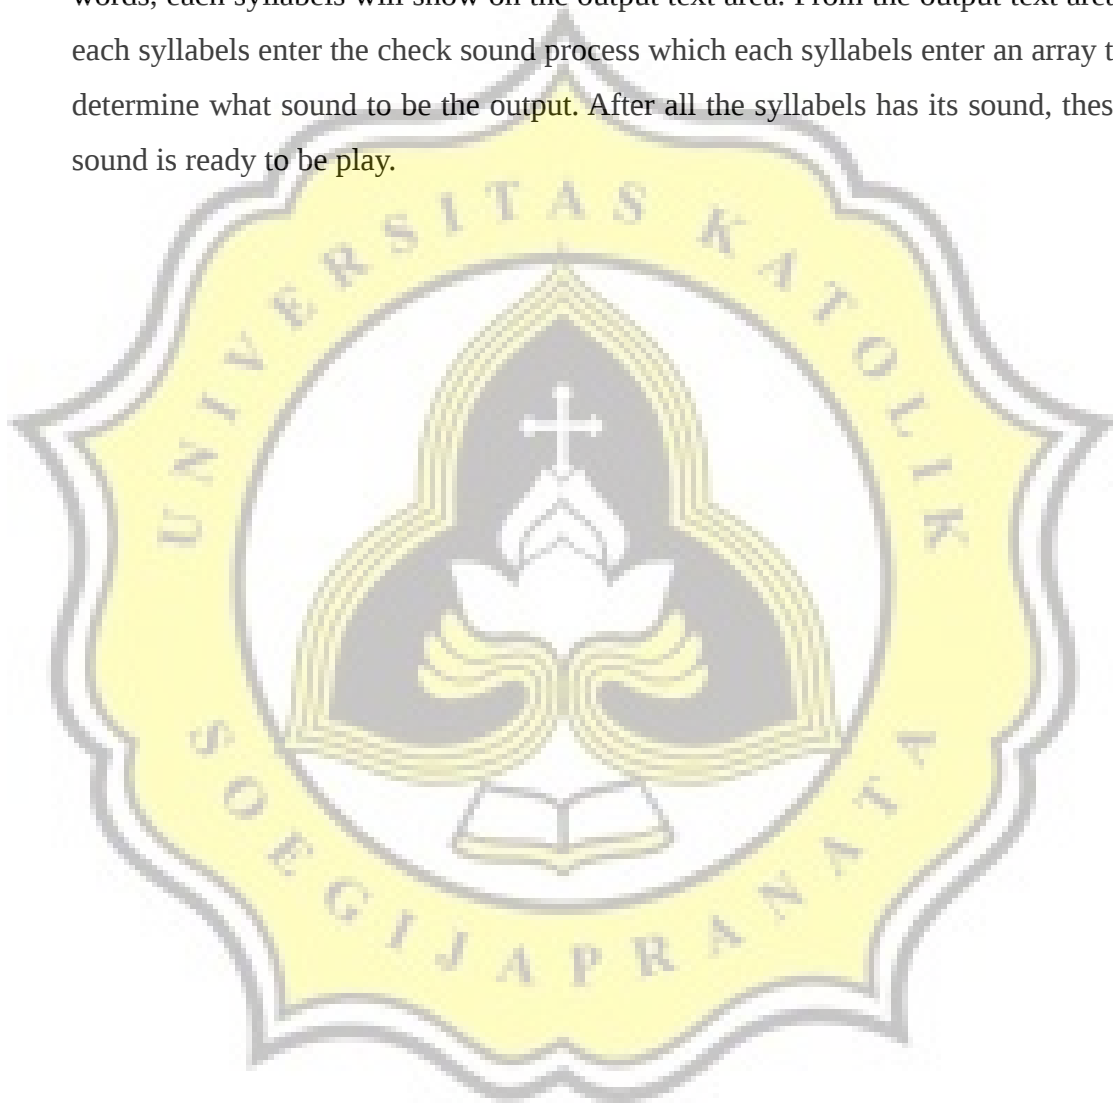 words, each syllabels will show on the output text area. From the output text
each syllabels enter the check sound process which each syllabels enter an array
determine what sound to be the output. After all the syllabels has its sound,
sound is ready to be play.
UNIVERSITAS KATOLIK
SOEGIJAPRANATA